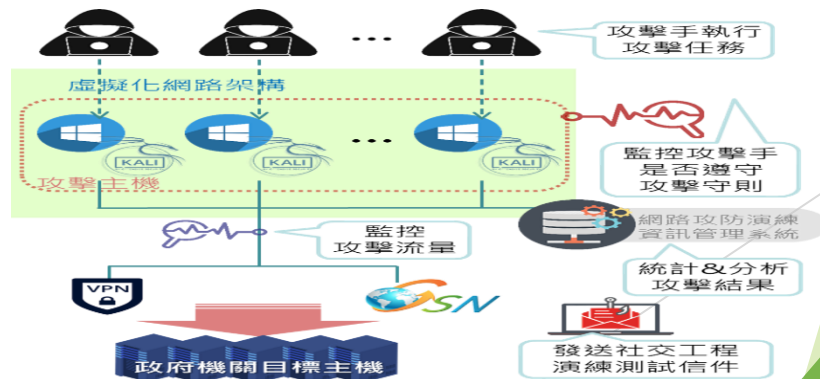 攻擊手執行
攻擊任務
虛擬化網路架構
KALI
KALI
KALI
攻擊主機
監控攻擊手
是否遵守
攻擊守則
監控
攻擊流量
網路攻防演練
資訊管理系統
VPN
GSN
統計&分析
攻擊結果
政府機關目標主機
發送社交工程
演練測試信件